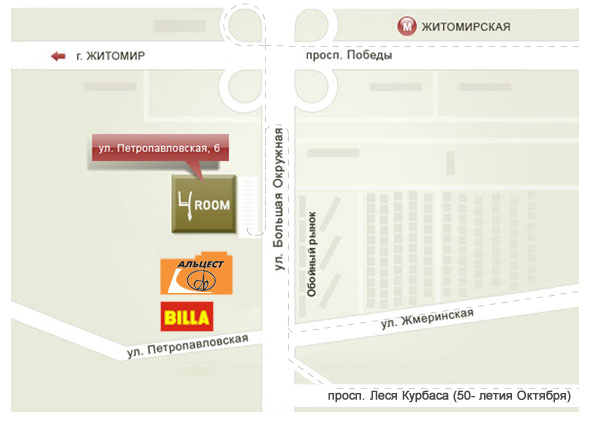 М ЖИТОМИРСКАЯ
г. ЖИТОМИР
просп. Победы
ул. Петропавловская, 6
4 ROOM
ул. Большая Окружная
Обойный рынок
АЛЬЦЕСТ
BILLA
ул. Жмеринская
ул. Петропавловская
просп. Леся Курбаса (50- летия Октября)